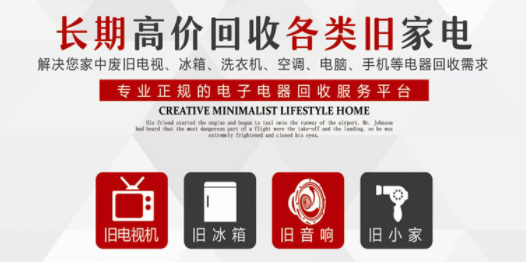 长期高价回收各类旧家电
解决您家中废旧电视、冰箱、洗衣机、空调、电脑、手机等电器回收需求
专业正规的电子电器回收服务平台
CREATIVE MINIMALIST LIFESTYLE HOME
His friend started the engine and began to taxi onto the runway of the airport. Mr. Johnson
had heard that the most dangerous part of a flight were the take-off and the landing, so he was
extremely frightened and closed his eyes.
旧电视机
旧冰箱
旧音响
旧小家